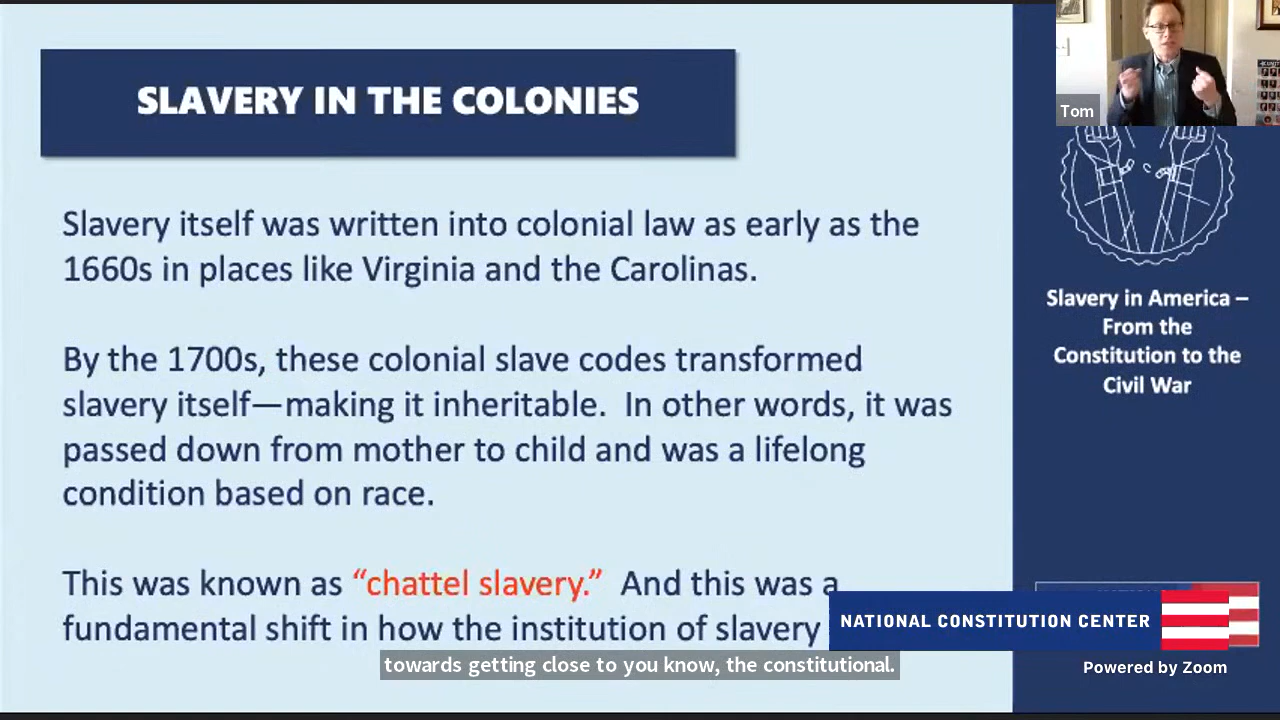 SLAVERY IN THE COLONIES
Slavery itself was written into colonial law as early as the
1660s in places like Virginia and the Carolinas.
By the 1700s, these colonial slave codes transformed
slavery itself—making it inheritable.  In other words, it was
passed down from mother to child and was a lifelong
condition based on race.
This was known as “chattel slavery.”  And this was a
fundamental shift in how the institution of slavery
towards getting close to you know, the constitutional.
Tom
Slavery in America –
From the
Constitution to the
Civil War
NATIONAL CONSTITUTION CENTER
Powered by Zoom